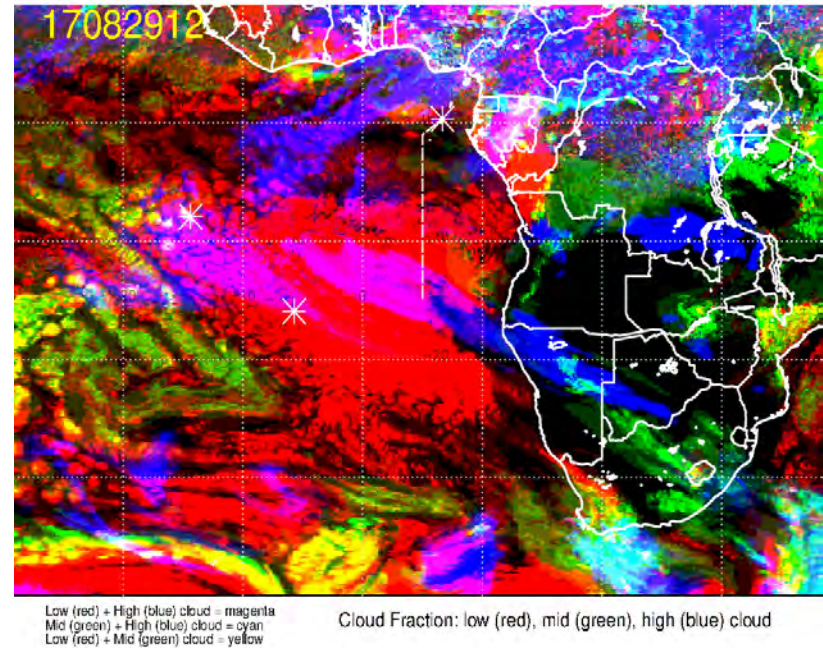 17082912
Low (red) + High (blue) cloud = magenta
Mid (green) + High (blue) cloud = cyan
Low (red) + Mid (green) cloud = yellow
Cloud Fraction: low (red), mid (green), high (blue) cloud